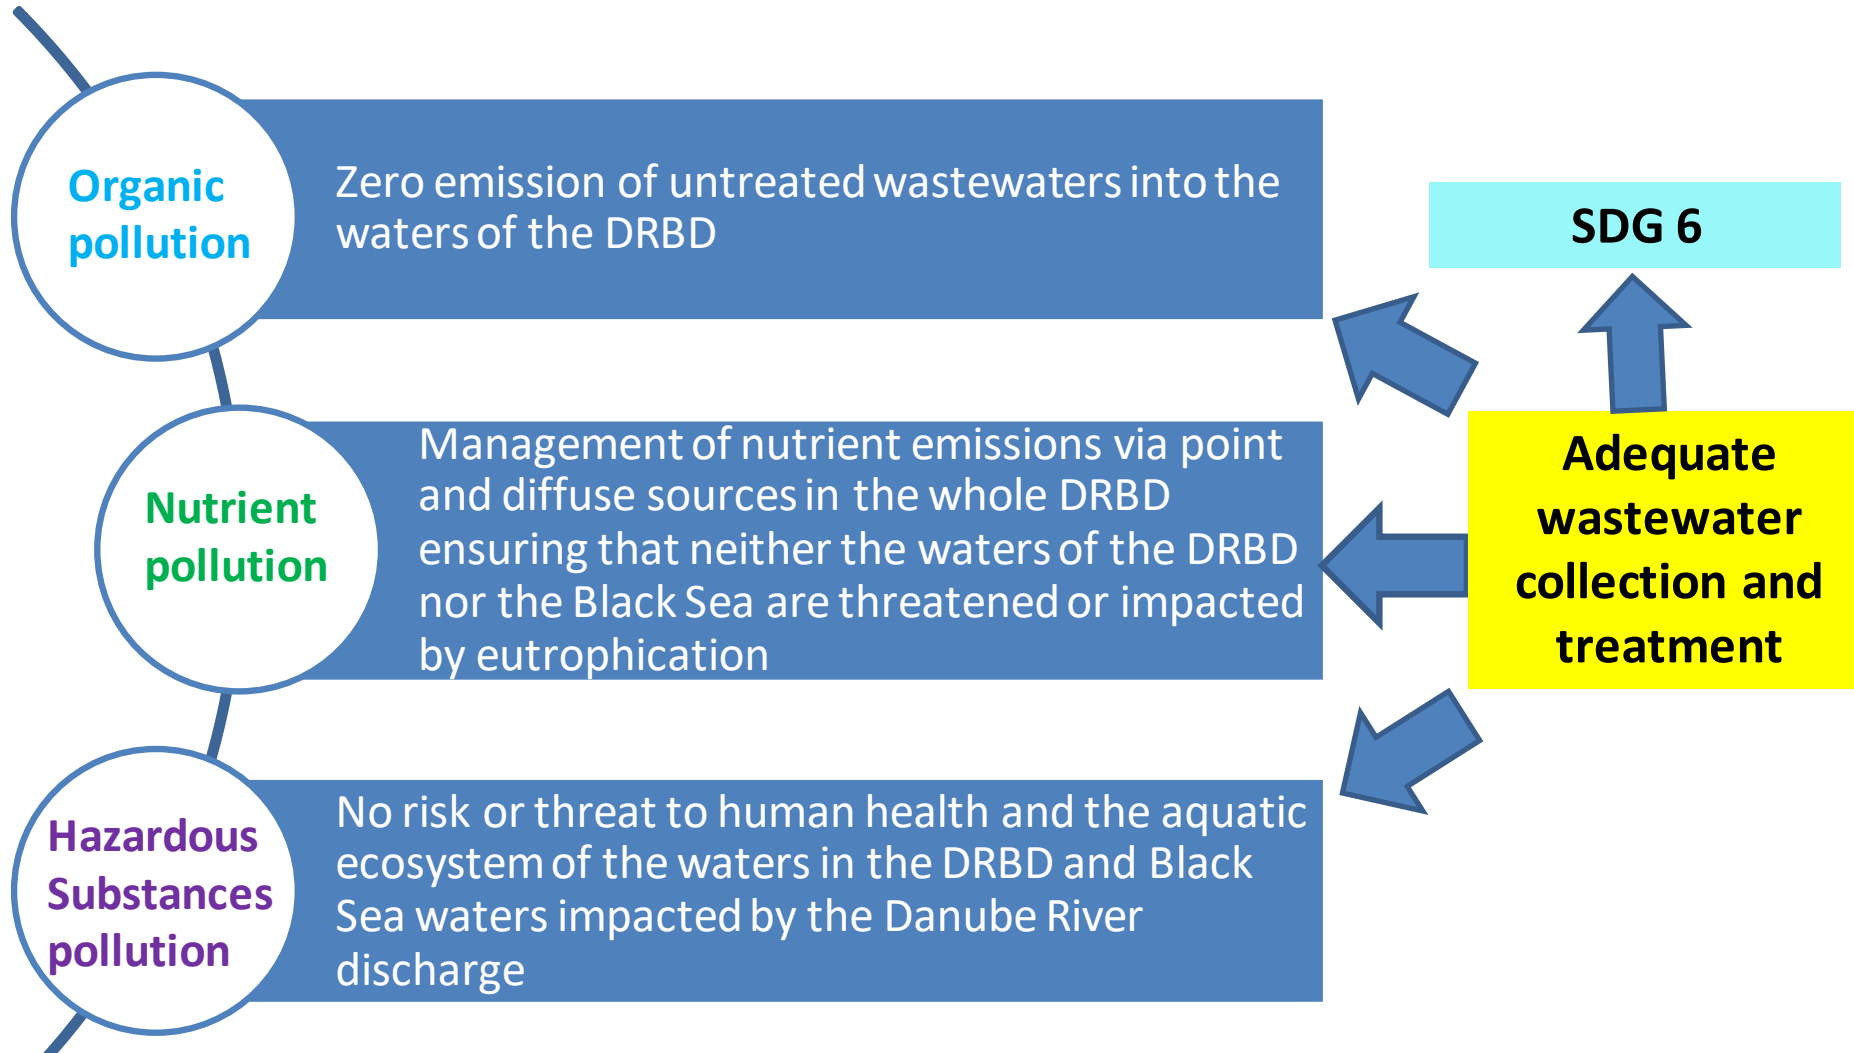 Organic
pollution
Zero emission of untreated wastewaters into the
waters of the DRBD
Nutrient
pollution
Management of nutrient emissions via point
and diffuse sources in the whole DRBD
ensuring that neither the waters of the DRBD
nor the Black Sea are threatened or impacted
by eutrophication
Hazardous
Substances
pollution
No risk or threat to human health and the aquatic
ecosystem of the waters in the DRBD and Black
Sea waters impacted by the Danube River
discharge
SDG 6
Adequate
wastewater
collection and
treatment